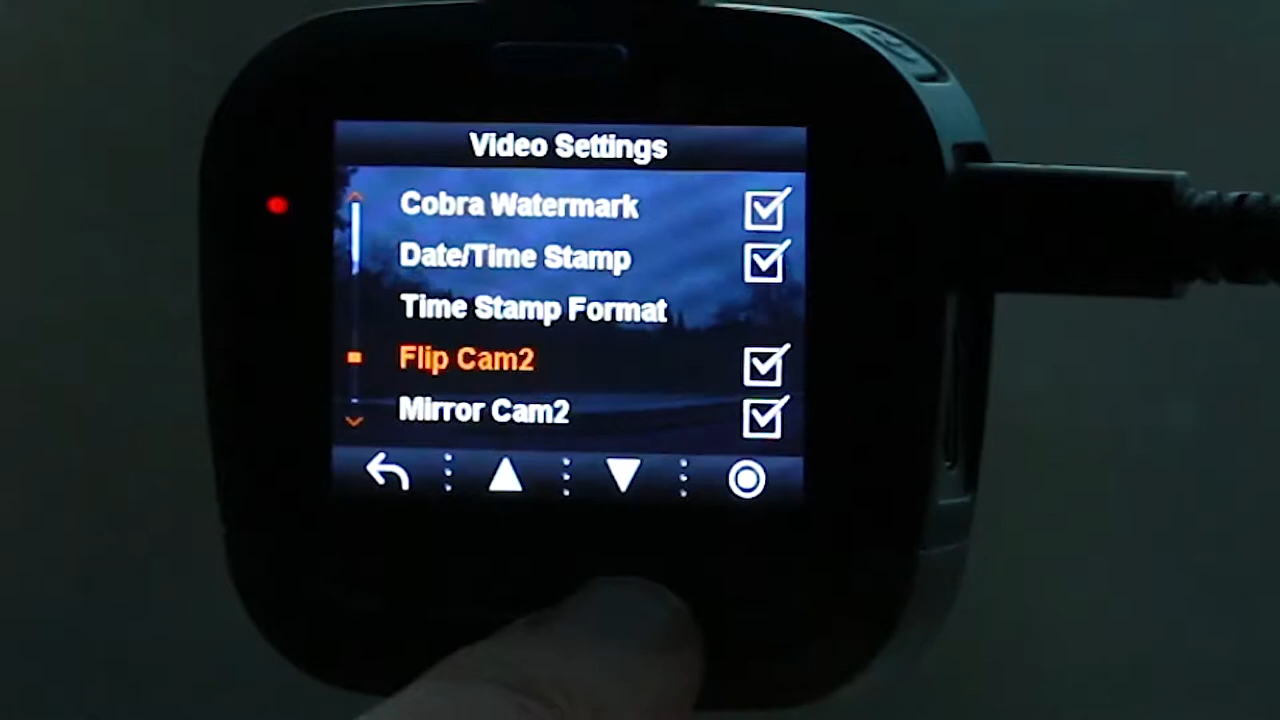 Video Settings
Cobra Watermark
Date/Time Stamp
Time Stamp Format
Flip Cam2
Mirror Cam2